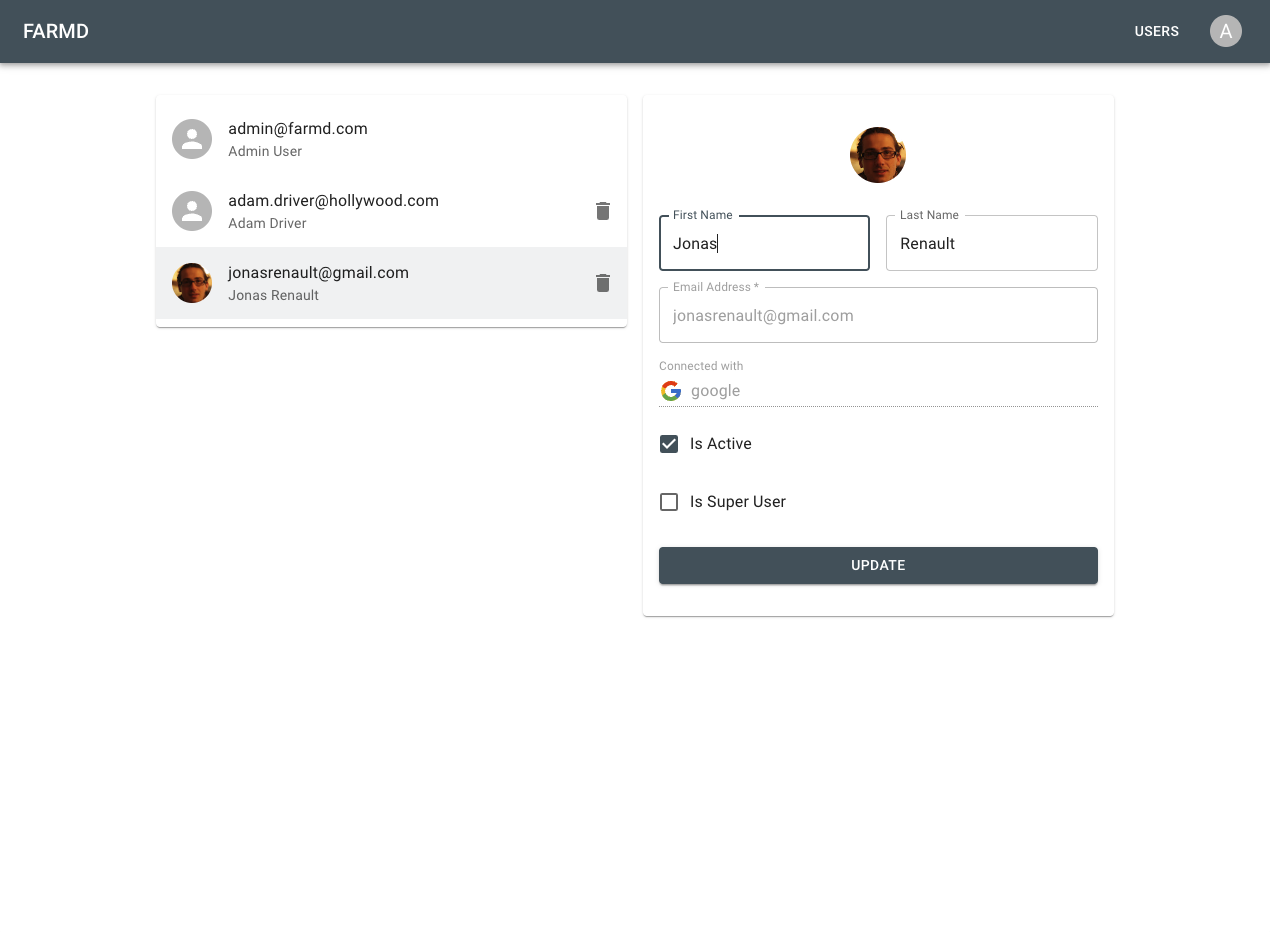 FARMD
USERS
A
admin@farmd.com
Admin User
adam.driver@hollywood.com
Adam Driver
jonasrenault@gmail.com
Jonas Renault
First Name
Jonas
Last Name
Renault
Email Address *
jonasrenault@gmail.com
Connected with
google
Is Active
Is Super User
UPDATE